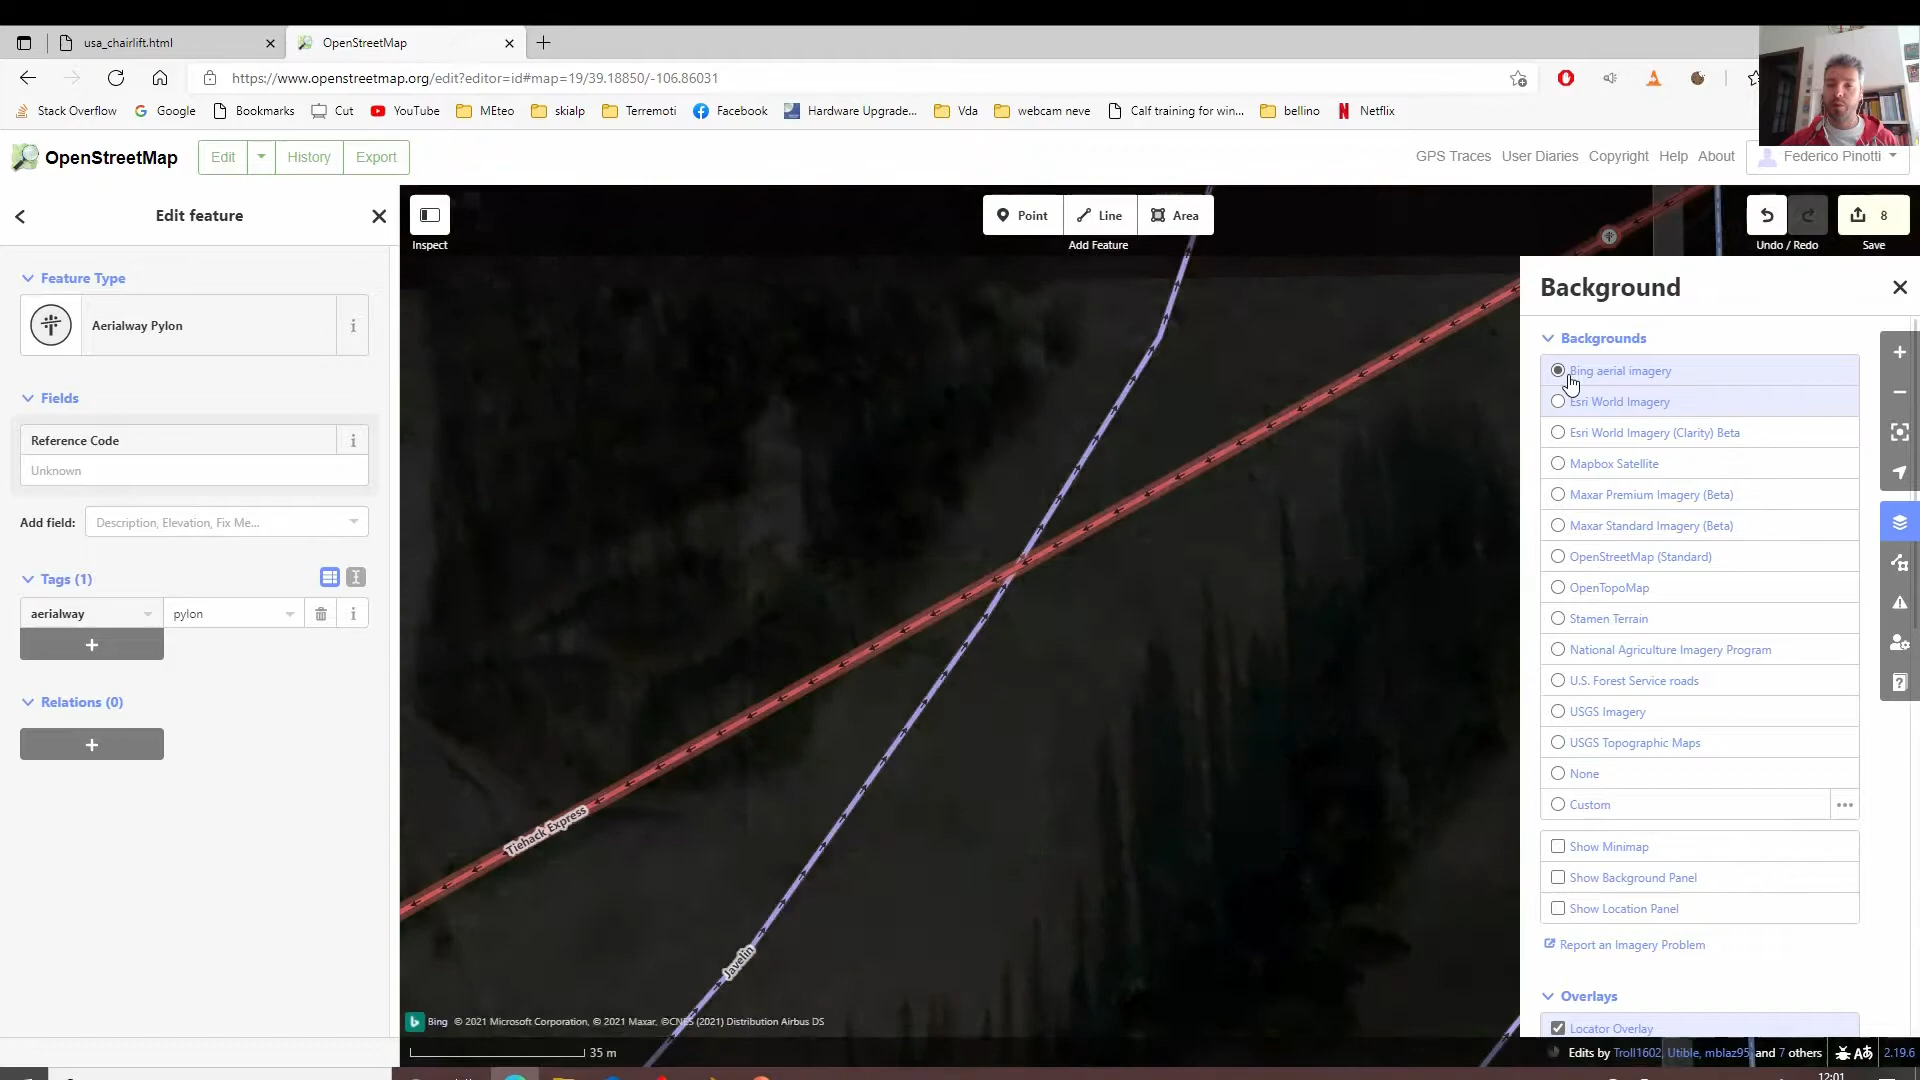 usa_chairlift.html
OpenStreetMap
https://www.openstreetmap.org/edit?editor=id#map=19/39.18850/-106.86031
Stack Overflow
Google
Bookmarks
Cut
YouTube
MEteo
skialp
Terremoti
Facebook
Hardware Upgrade...
Vda
webcam neve
Calf training for win...
bellino
Netflix
OpenStreetMap
Edit
History
Export
GPS Traces
User Diaries
Copyright
Help
About
Federico Pinotti
Edit feature
Inspect
Point
Line
Area
Add Feature
Undo / Redo
8
Save
Feature Type
Aerialway Pylon
Fields
Reference Code
Unknown
Add field:
Description, Elevation, Fix Me...
Tags (1)
aerialway
pylon
Relations (0)
Tiehack Express
Javelin
Background
Backgrounds
Bing aerial imagery
Esri World Imagery
Esri World Imagery (Clarity) Beta
Mapbox Satellite
Maxar Premium Imagery (Beta)
Maxar Standard Imagery (Beta)
OpenStreetMap (Standard)
OpenTopoMap
Stamen Terrain
National Agriculture Imagery Program
U.S. Forest Service roads
USGS Imagery
USGS Topographic Maps
None
Custom
Show Minimap
Show Background Panel
Show Location Panel
Report an Imagery Problem
Overlays
Locator Overlay
Bing © 2021 Microsoft Corporation, © 2021 Maxar, ©CNES (2021) Distribution Airbus DS
35 m
Edits by Troll1602, Utible, mblaz95 and 7 others
2.19.6
12:01